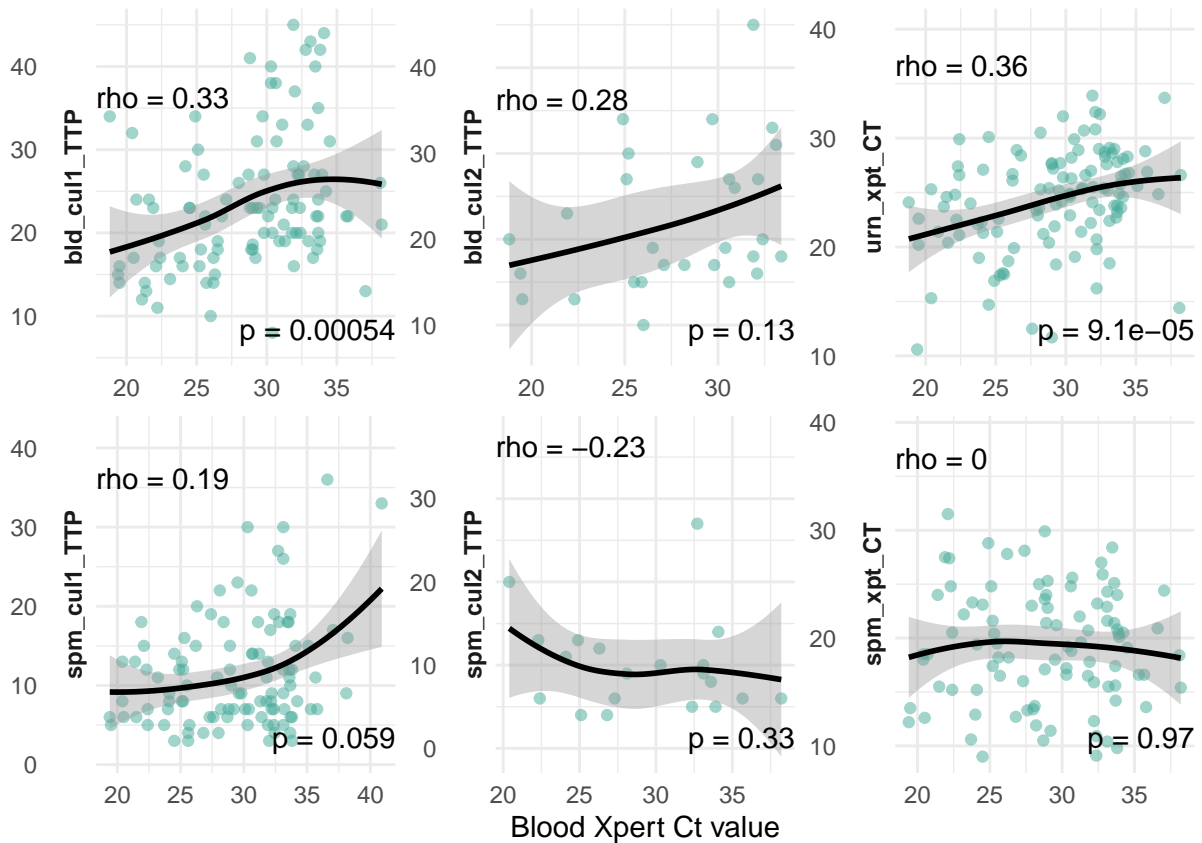 bld_cul1_TTP
40
30
20
10
rho = 0.33
p = 0.00054
20 25 30 35
bld_cul2_TTP
40
30
20
10
rho = 0.28
p = 0.13
20 25 30
urn_xpt_CT
40
30
20
10
rho = 0.36
p = 9.1e−05
20 25 30 35
spm_cul1_TTP
40
30
20
10
0
rho = 0.19
p = 0.059
20 25 30 35 40
spm_cul2_TTP
30
20
10
0
rho = −0.23
p = 0.33
20 25 30 35
spm_xpt_CT
40
30
20
10
rho = 0
p = 0.97
20 25 30 35
Blood Xpert Ct value